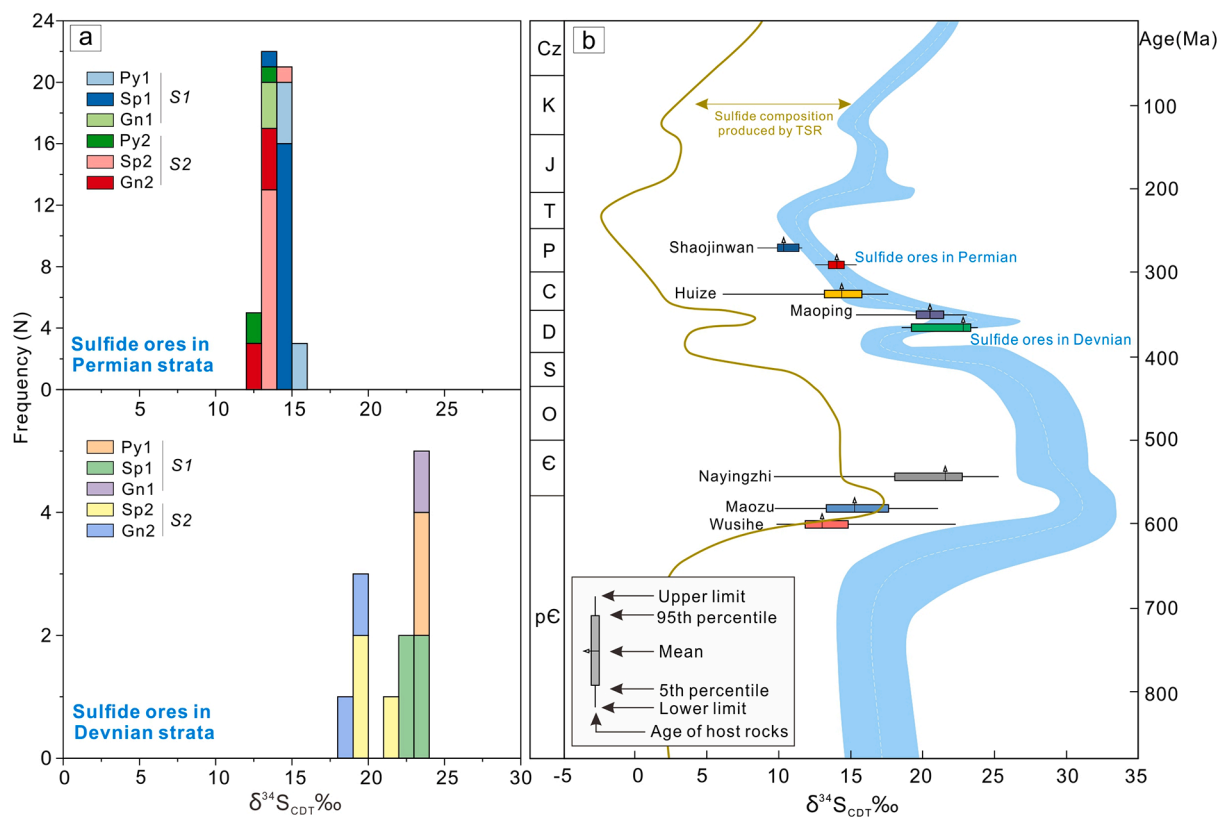 a
24
20
16
12
8
4
0
Frequency (N)
Py1
Sp1
Gn1
S1
Py2
Sp2
Gn2
S2
Sulfide ores in
Permian strata
5
10
15
20
25
Py1
Sp1
Gn1
S1
Sp2
Gn2
S2
4
2
0
Sulfide ores in
Devnian strata
0
5
10
15
20
25
30
δ³⁴S_CDT‰
b
Cz
K
J
T
P
C
D
S
O
Є
pЄ
Age(Ma)
100
200
300
400
500
600
700
800
Sulfide composition
produced by TSR
Shaojinwan
Sulfide ores in Permian
Huize
Maoping
Sulfide ores in Devnian
Nayingzhi
Maozu
Wusihe
Upper limit
95th percentile
Mean
5th percentile
Lower limit
Age of host rocks
-5
0
5
10
15
20
25
30
35
δ³⁴S_CDT‰